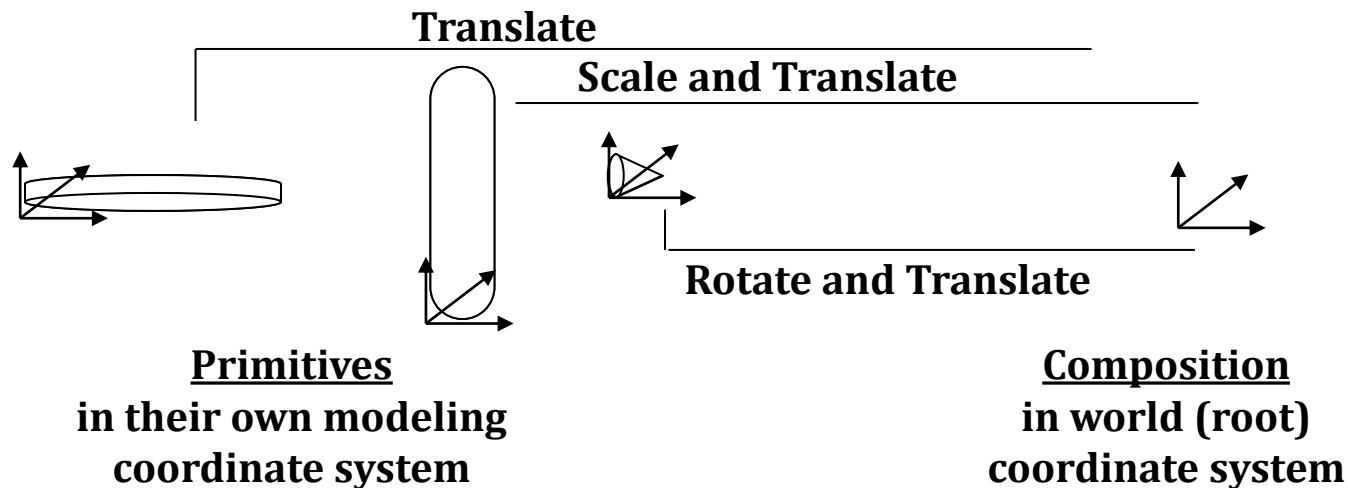 Translate
Scale and Translate
Rotate and Translate
Primitives
in their own modeling
coordinate system
Composition
in world (root)
coordinate system